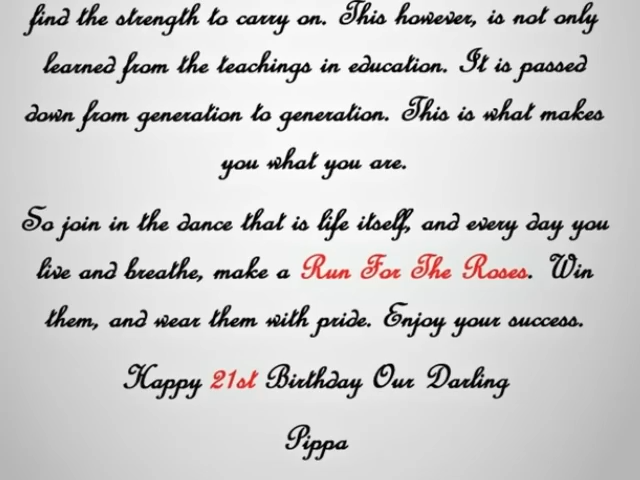 find the strength to carry on. This however, is not only
learned from the teachings in education. It is passed
down from generation to generation. This is what makes
you what you are.
So join in the dance that is life itself, and every day you
live and breathe, make a Run For The Roses. Win
them, and wear them with pride. Enjoy your success.
Happy 21st Birthday Our Darling
Pippa